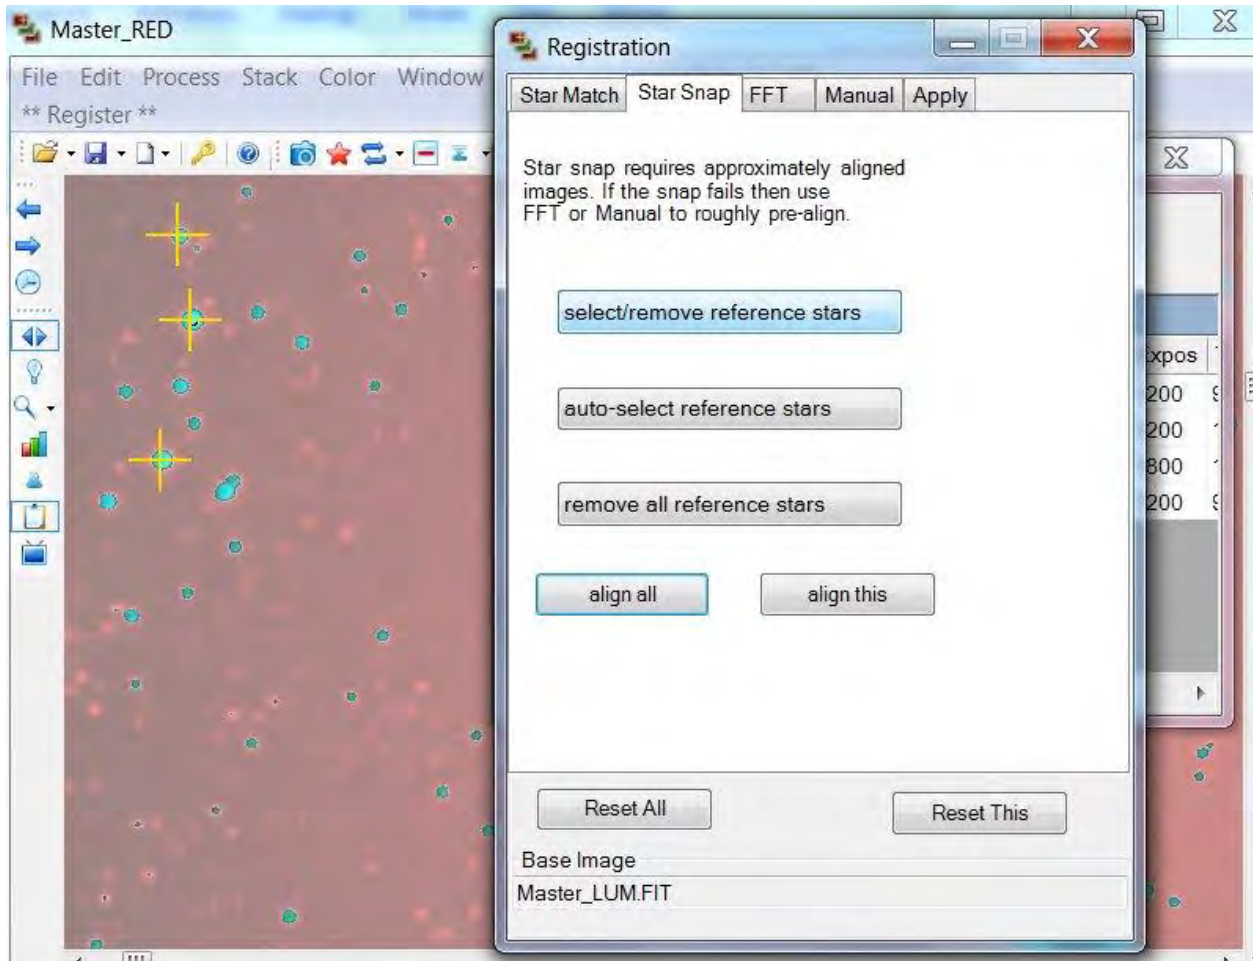 Master_RED
File Edit Process Stack Color Window
** Register **
Registration
Star Match Star Snap FFT Manual Apply
Star snap requires approximately aligned
images. If the snap fails then use
FFT or Manual to roughly pre-align.
select/remove reference stars
auto-select reference stars
remove all reference stars
align all align this
Reset All Reset This
Base Image
Master_LUM.FIT
xpos
200
200
800
200